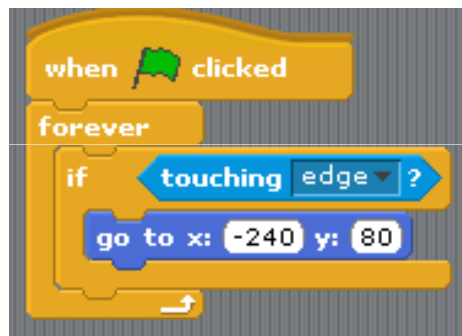 when clicked
forever
if touching edge ?
go to x: -240 y: 80